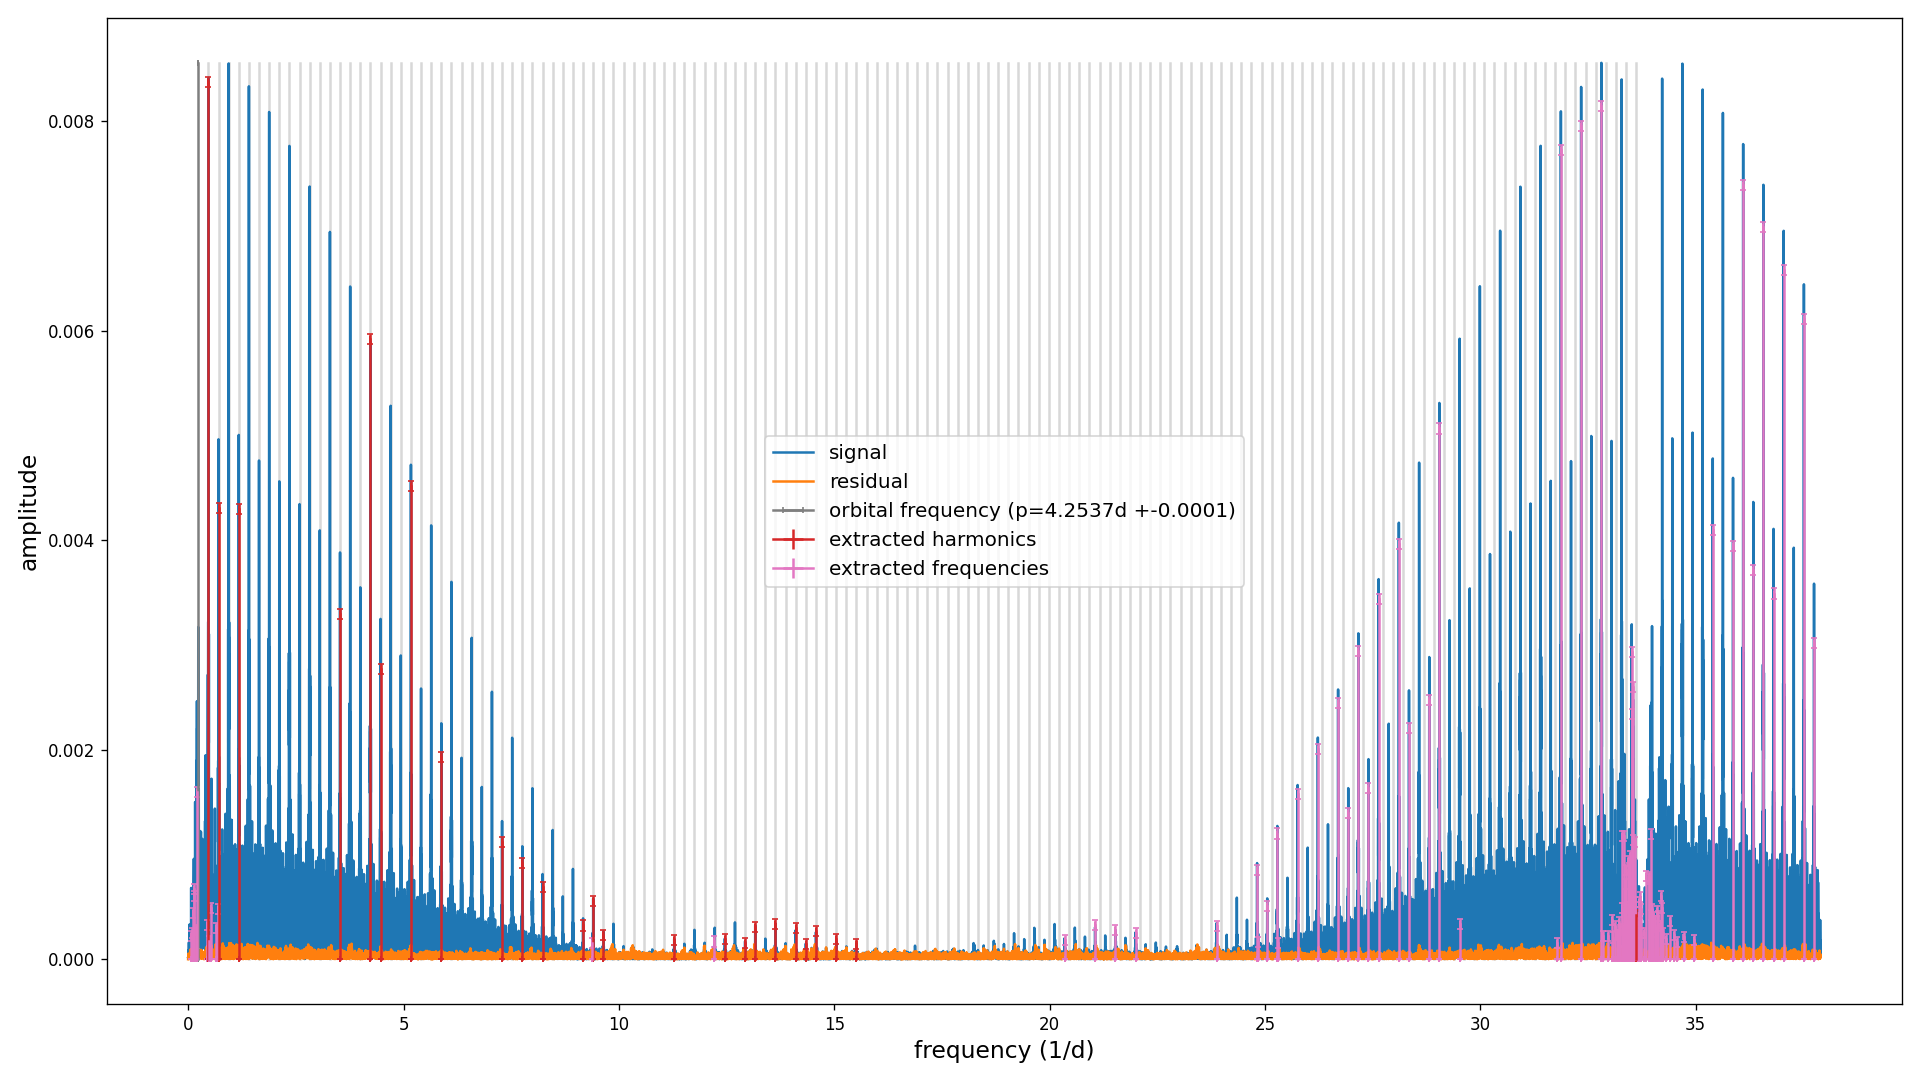 0.008
0.006
0.004
0.002
0.000
amplitude
signal
residual
orbital frequency (p=4.2537d +-0.0001)
extracted harmonics
extracted frequencies
0 5 10 15 20 25 30 35
frequency (1/d)